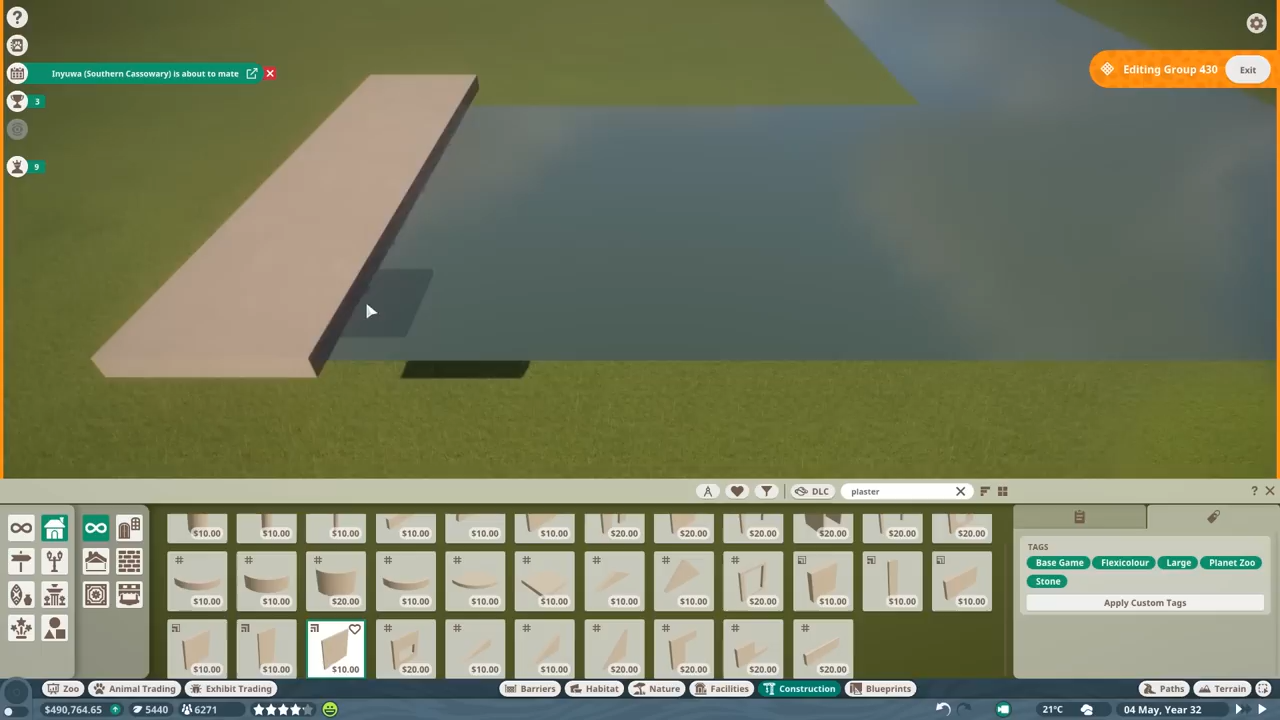 ?
Inyuwa (Southern Cassowary) is about to mate
3
9
Editing Group 430
Exit
DLC
plaster
?
$10.00 $10.00 $10.00 $10.00 $10.00 $10.00 $20.00 $20.00 $20.00 $20.00 $20.00 $20.00
$10.00 $10.00 $20.00 $10.00 $10.00 $10.00 $10.00 $10.00 $20.00 $10.00 $10.00 $10.00
$10.00 $10.00 $10.00 $20.00 $10.00 $10.00 $20.00 $20.00 $20.00 $20.00
TAGS
Base Game Flexicolour Large Planet Zoo
Stone
Apply Custom Tags
Zoo Animal Trading Exhibit Trading Barriers Habitat Nature Facilities Construction Blueprints Paths Terrain
$490,764.65 5440 6271 21°C 04 May, Year 32